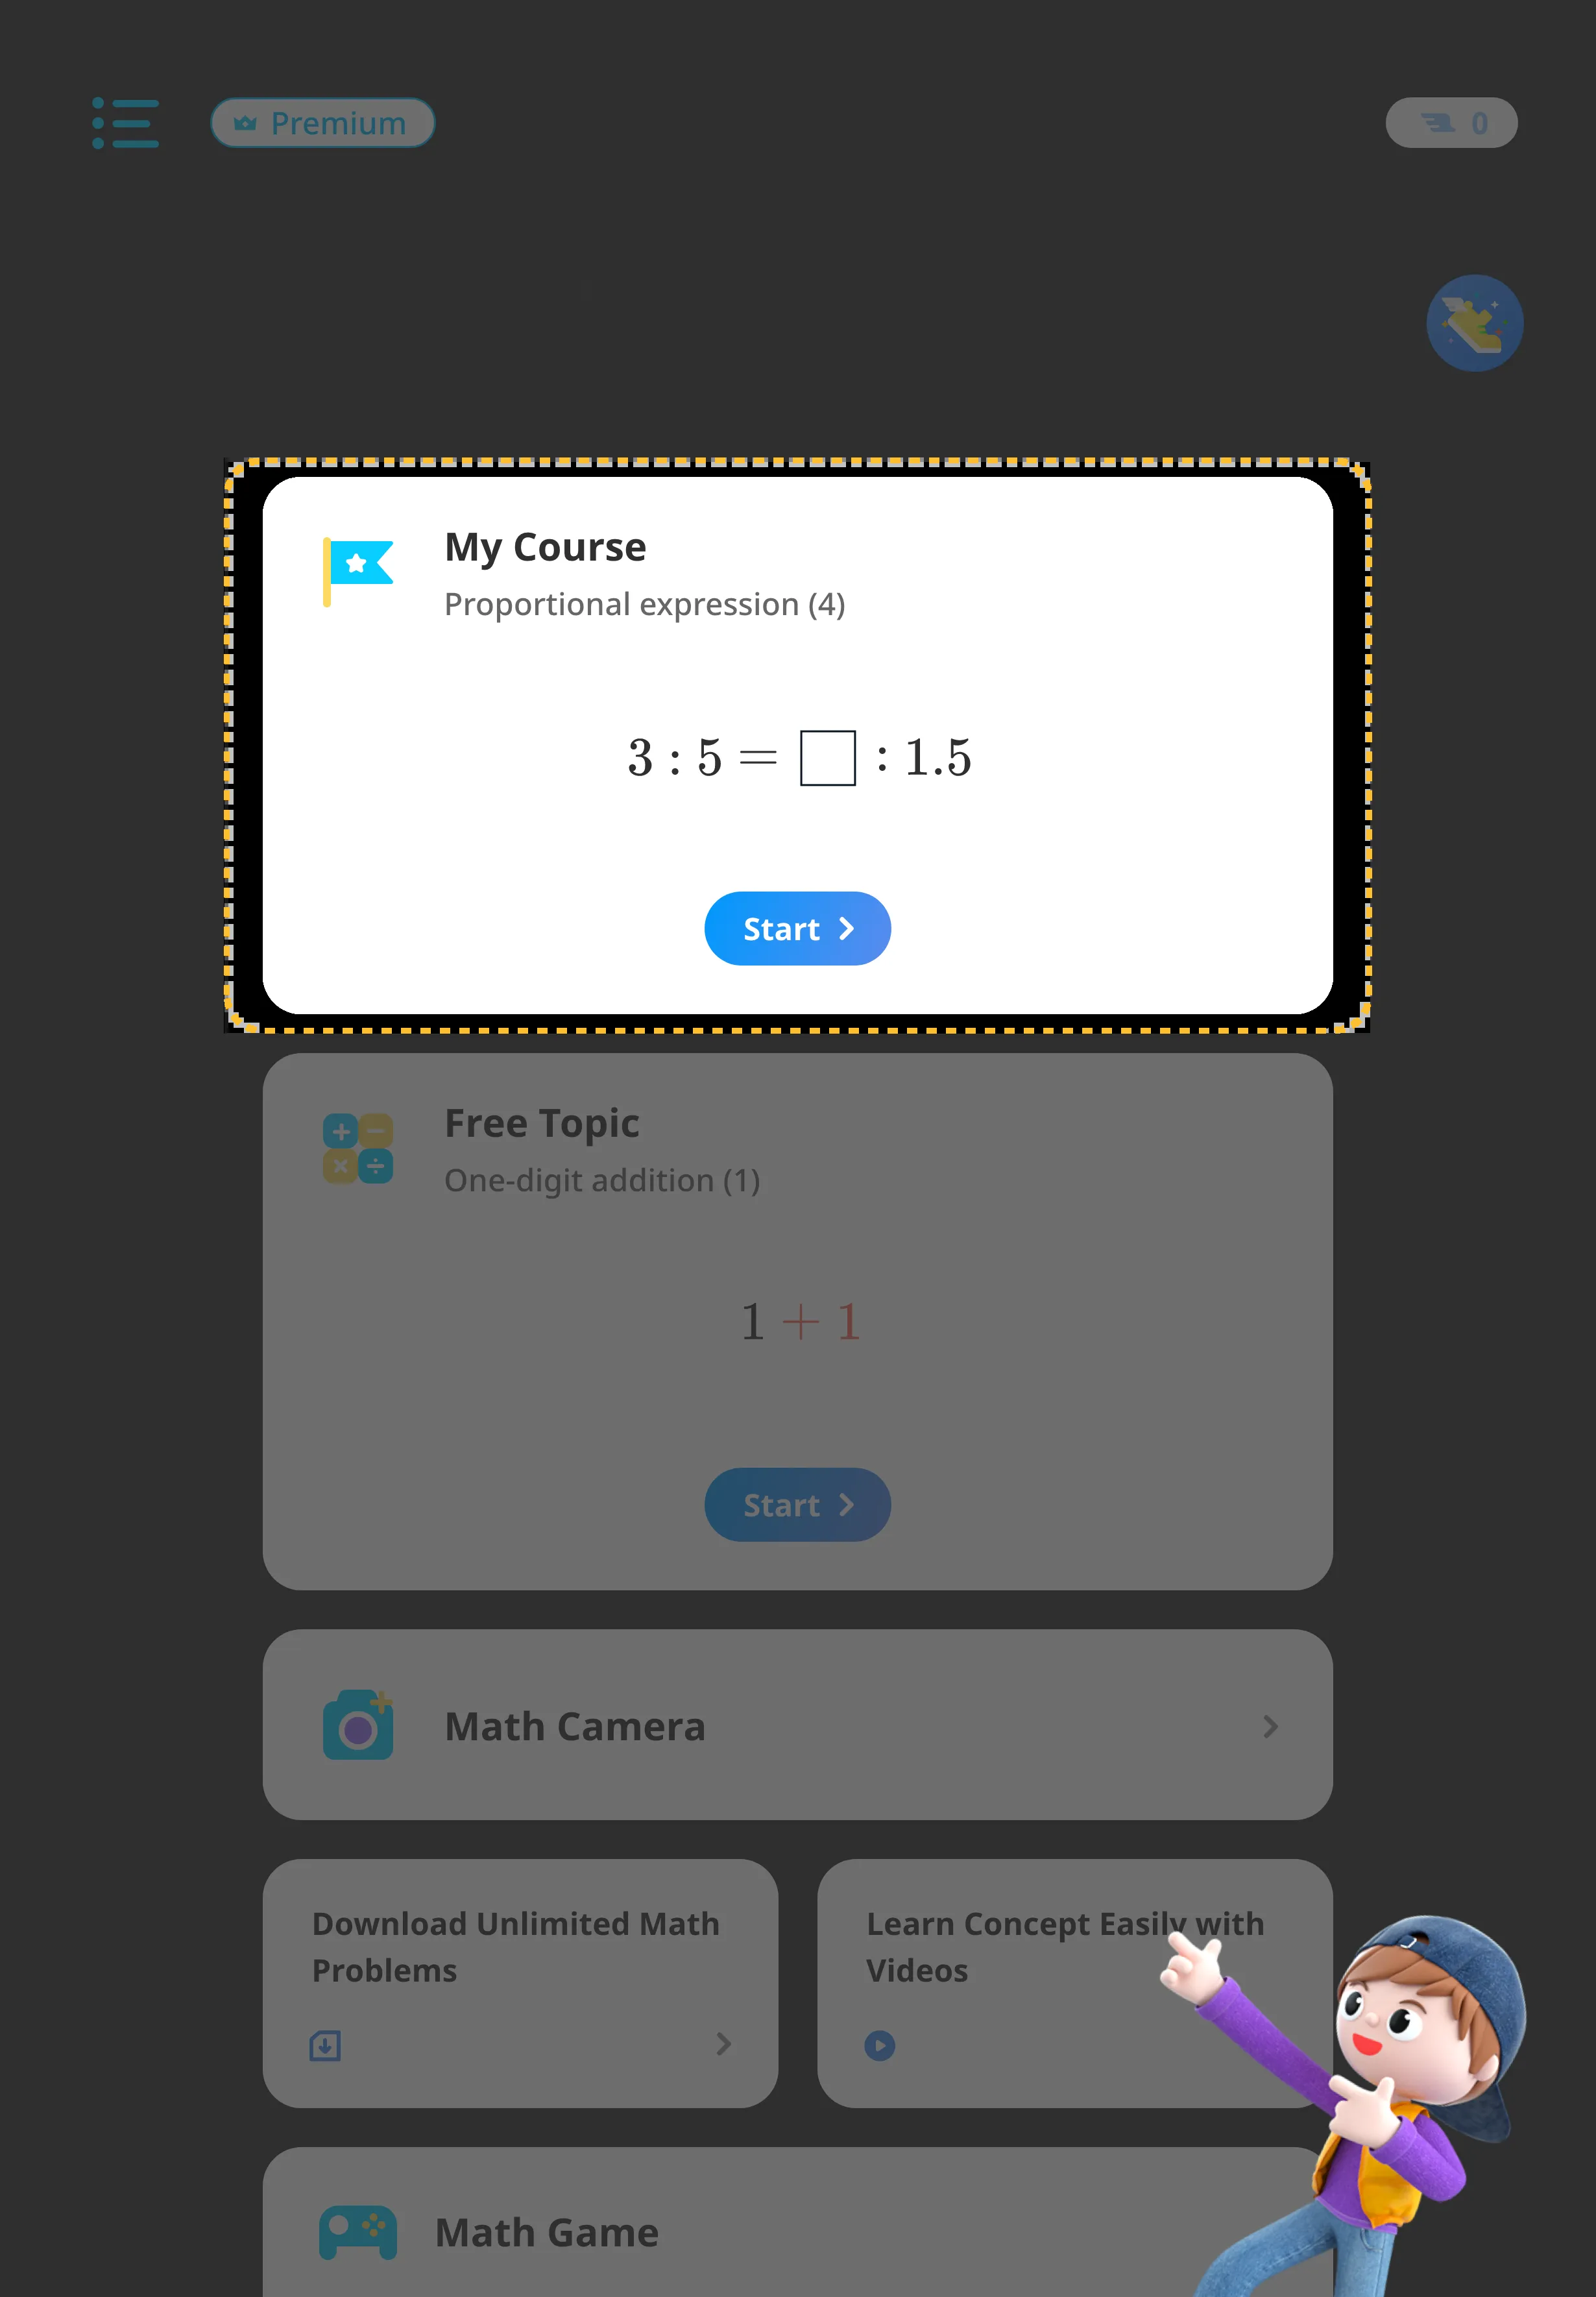 Premium
0
My Course
Proportional expression (4)
3 : 5 = □ : 1.5
Start
Free Topic
One-digit addition (1)
1 + 1
Start
Math Camera
Download Unlimited Math
Problems
Learn Concept Easily with
Videos
Math Game